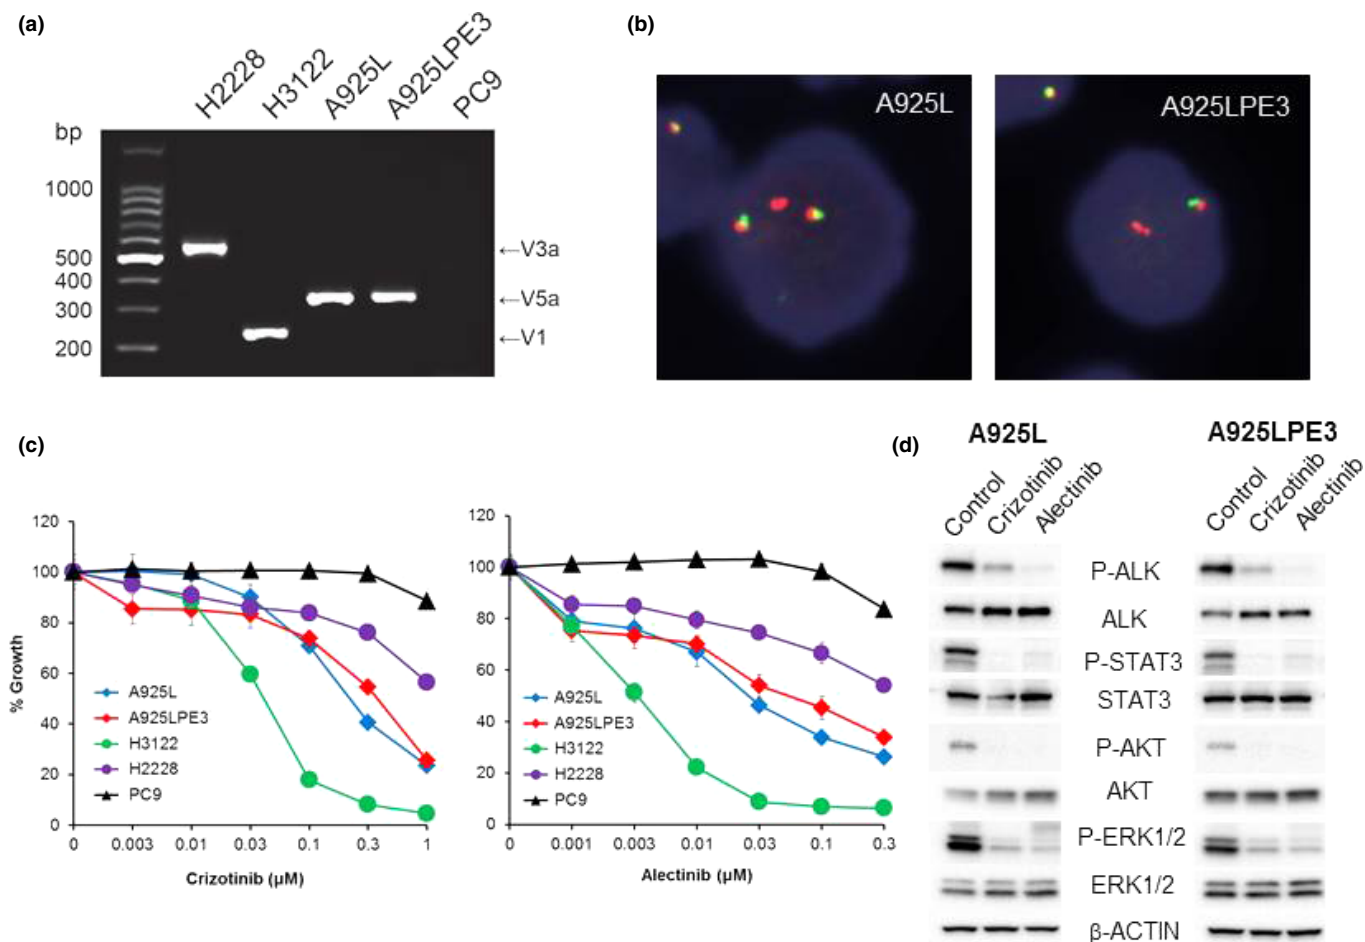 (a)
H2228
H3122
A925L
A925LPE3
PC9
bp
1000
500
400
300
200
←V3a
←V5a
←V1
(b)
A925L
A925LPE3
(c)
% Growth
120
100
80
60
40
20
0
A925L
A925LPE3
H3122
H2228
PC9
0 0.003 0.01 0.03 0.1 0.3 1
Crizotinib (µM)
120
100
80
60
40
20
0
A925L
A925LPE3
H3122
H2228
PC9
0 0.001 0.003 0.01 0.03 0.1 0.3
Alectinib (µM)
(d)
A925L
A925LPE3
Control
Crizotinib
Alectinib
Control
Crizotinib
Alectinib
P-ALK
ALK
P-STAT3
STAT3
P-AKT
AKT
P-ERK1/2
ERK1/2
β-ACTIN